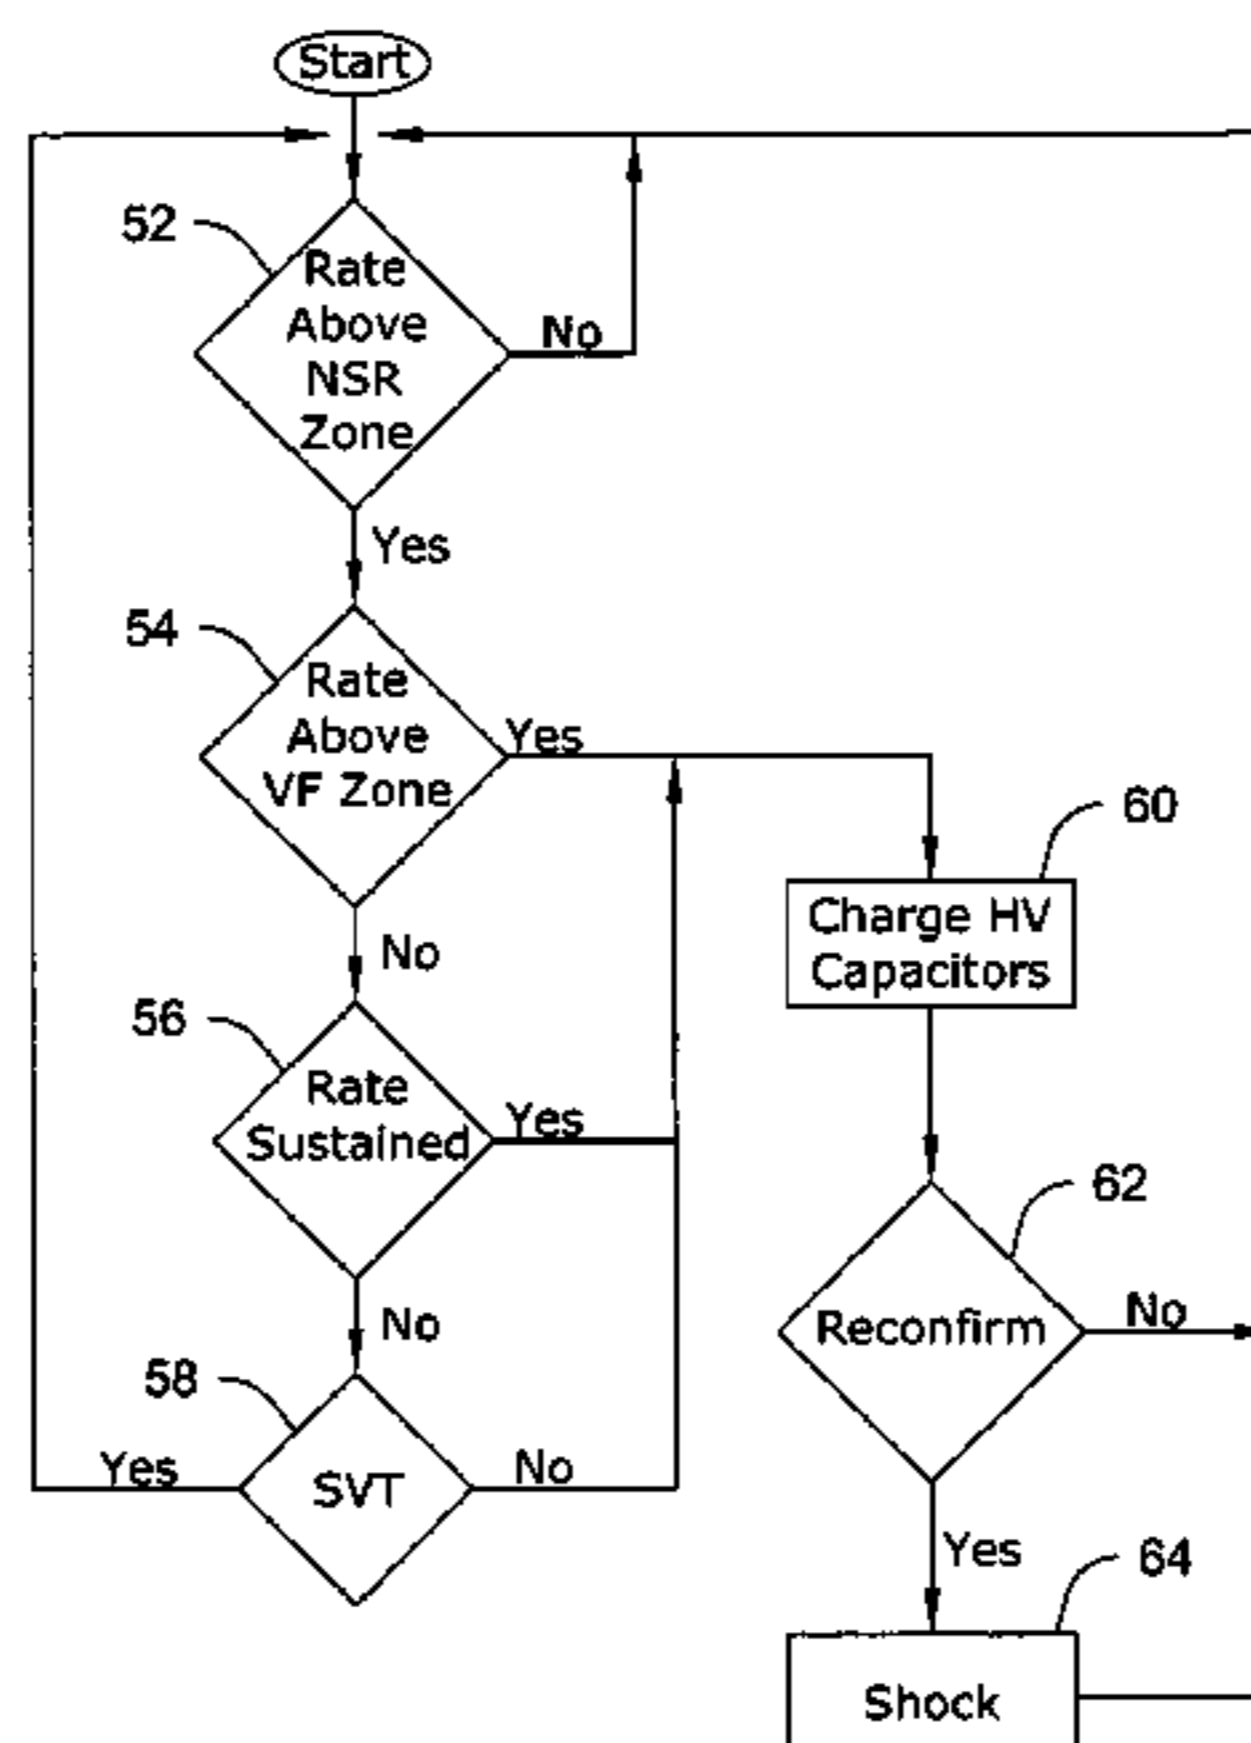 Start
52
Rate
Above
NSR
Zone
No
Yes
54
Rate
Above
VF Zone
Yes
60
Charge HV
Capacitors
No
56
Rate
Sustained
Yes
62
Reconfirm
No
No
58
SVT
Yes
No
Yes
64
Shock